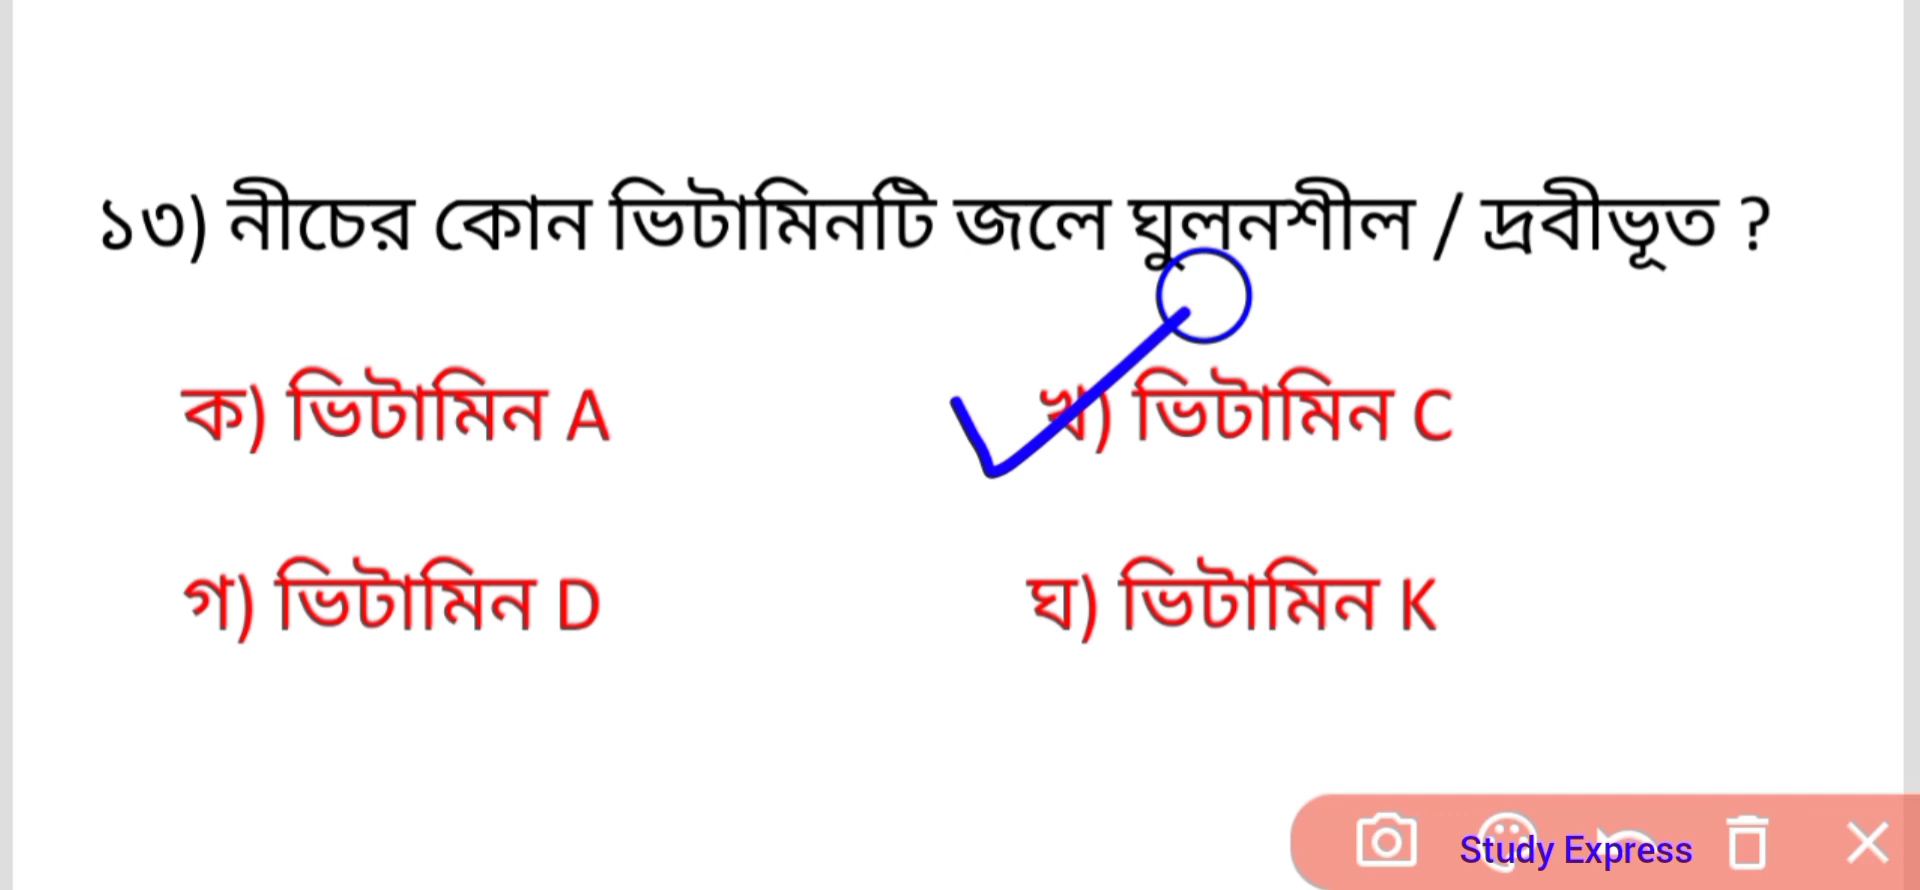 ১৩) নীচের কোন ভিটামিনটি জলে ঘুলনশীল / দ্রবীভূত ?
ক) ভিটামিন A
খ) ভিটামিন C
গ) ভিটামিন D
ঘ) ভিটামিন K
Study Express